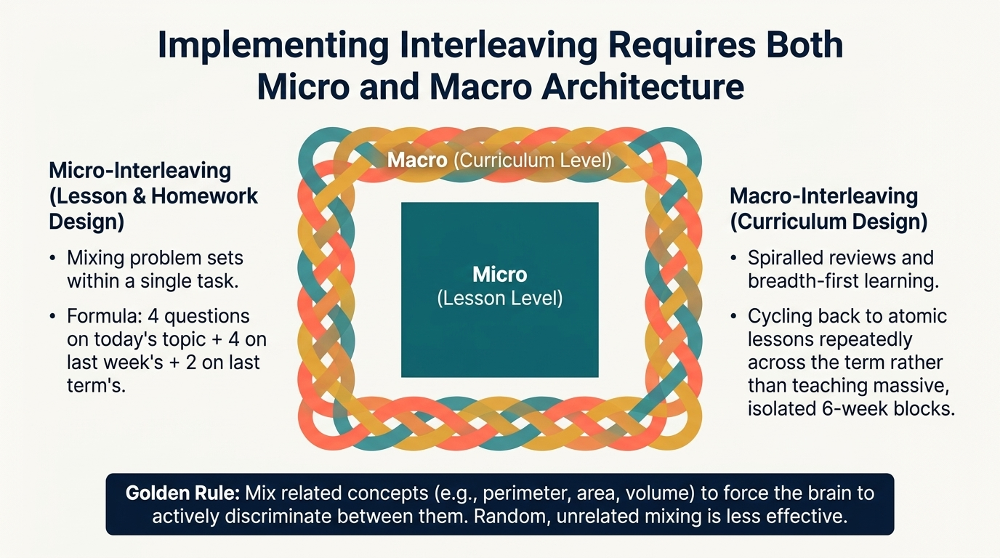 Implementing Interleaving Requires Both
Micro and Macro Architecture
Micro-Interleaving
(Lesson & Homework
Design)
• Mixing problem sets
within a single task.
• Formula: 4 questions
on today's topic + 4 on
last week's + 2 on last
term's.
Macro (Curriculum Level)
Micro
(Lesson Level)
Macro-Interleaving
(Curriculum Design)
• Spiralled reviews and
breadth-first learning.
• Cycling back to atomic
lessons repeatedly
across the term rather
than teaching massive,
isolated 6-week blocks.
Golden Rule: Mix related concepts (e.g., perimeter, area, volume) to force the brain to
actively discriminate between them. Random, unrelated mixing is less effective.